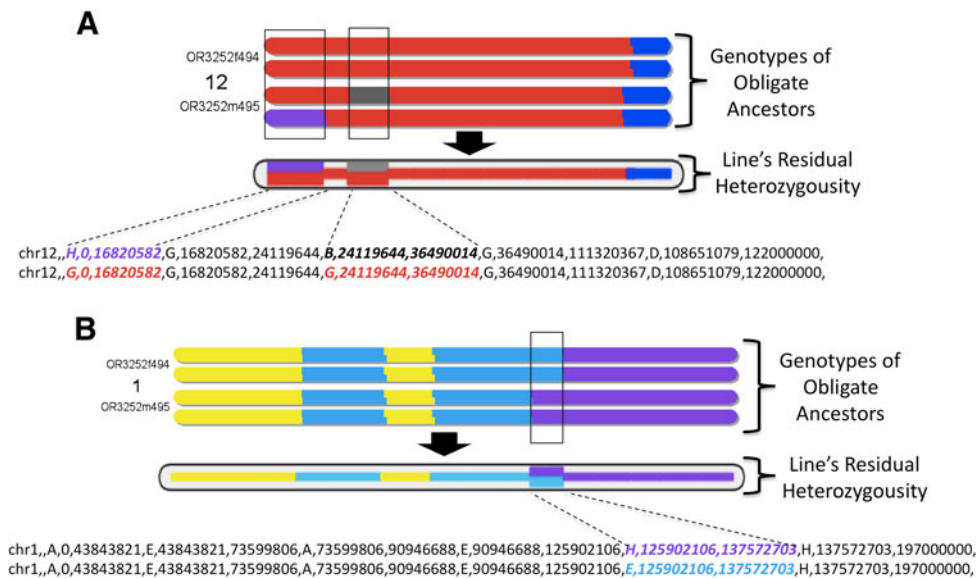 A
OR3252f494
12
OR3252m495
Genotypes of
Obligate
Ancestors
Line's Residual
Heterozygousity
chr12,,H,0,16820582,G,16820582,24119644,B,24119644,36490014,G,36490014,111320367,D,108651079,122000000,
chr12,,G,0,16820582,G,16820582,24119644,G,24119644,36490014,G,36490014,111320367,D,108651079,122000000,
B
OR3252f494
1
OR3252m495
Genotypes of
Obligate
Ancestors
Line's Residual
Heterozygousity
chr1,,A,0,43843821,E,43843821,73599806,A,73599806,90946688,E,90946688,125902106,H,125902106,137572703,H,137572703,197000000,
chr1,,A,0,43843821,E,43843821,73599806,A,73599806,90946688,E,90946688,125902106,E,125902106,137572703,H,137572703,197000000,